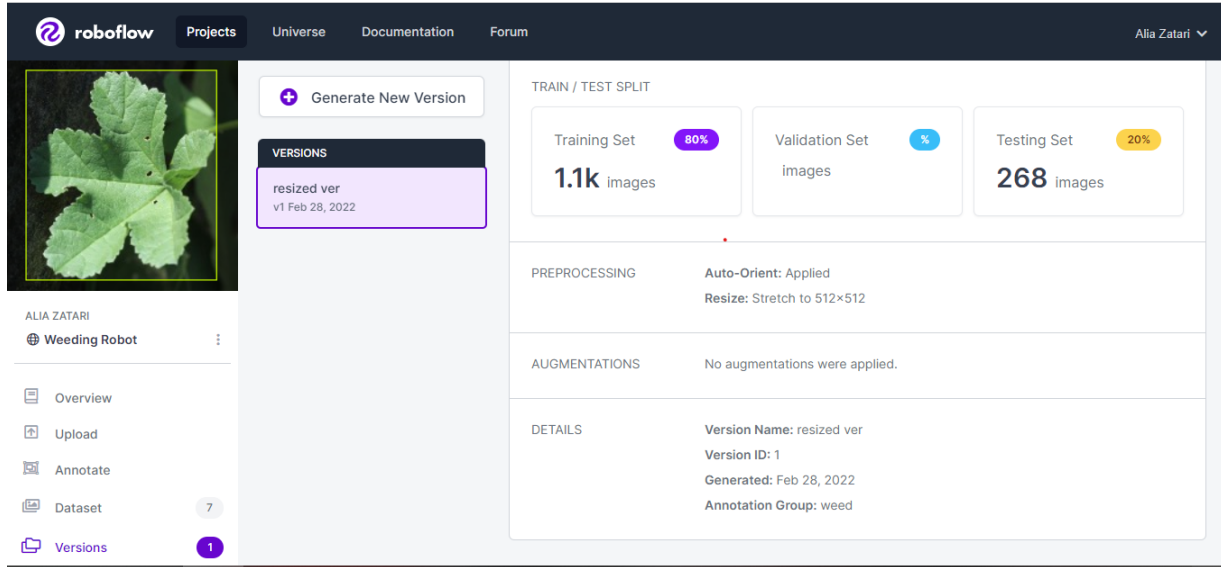 roboflow Projects Universe Documentation Forum Alia Zatari
Generate New Version
VERSIONS
resized ver
v1 Feb 28, 2022
ALIA ZATARI
Weeding Robot
Overview
Upload
Annotate
Dataset 7
Versions 1
TRAIN / TEST SPLIT
Training Set 80%
1.1k images
Validation Set %
images
Testing Set 20%
268 images
PREPROCESSING Auto-Orient: Applied
Resize: Stretch to 512×512
AUGMENTATIONS No augmentations were applied.
DETAILS Version Name: resized ver
Version ID: 1
Generated: Feb 28, 2022
Annotation Group: weed